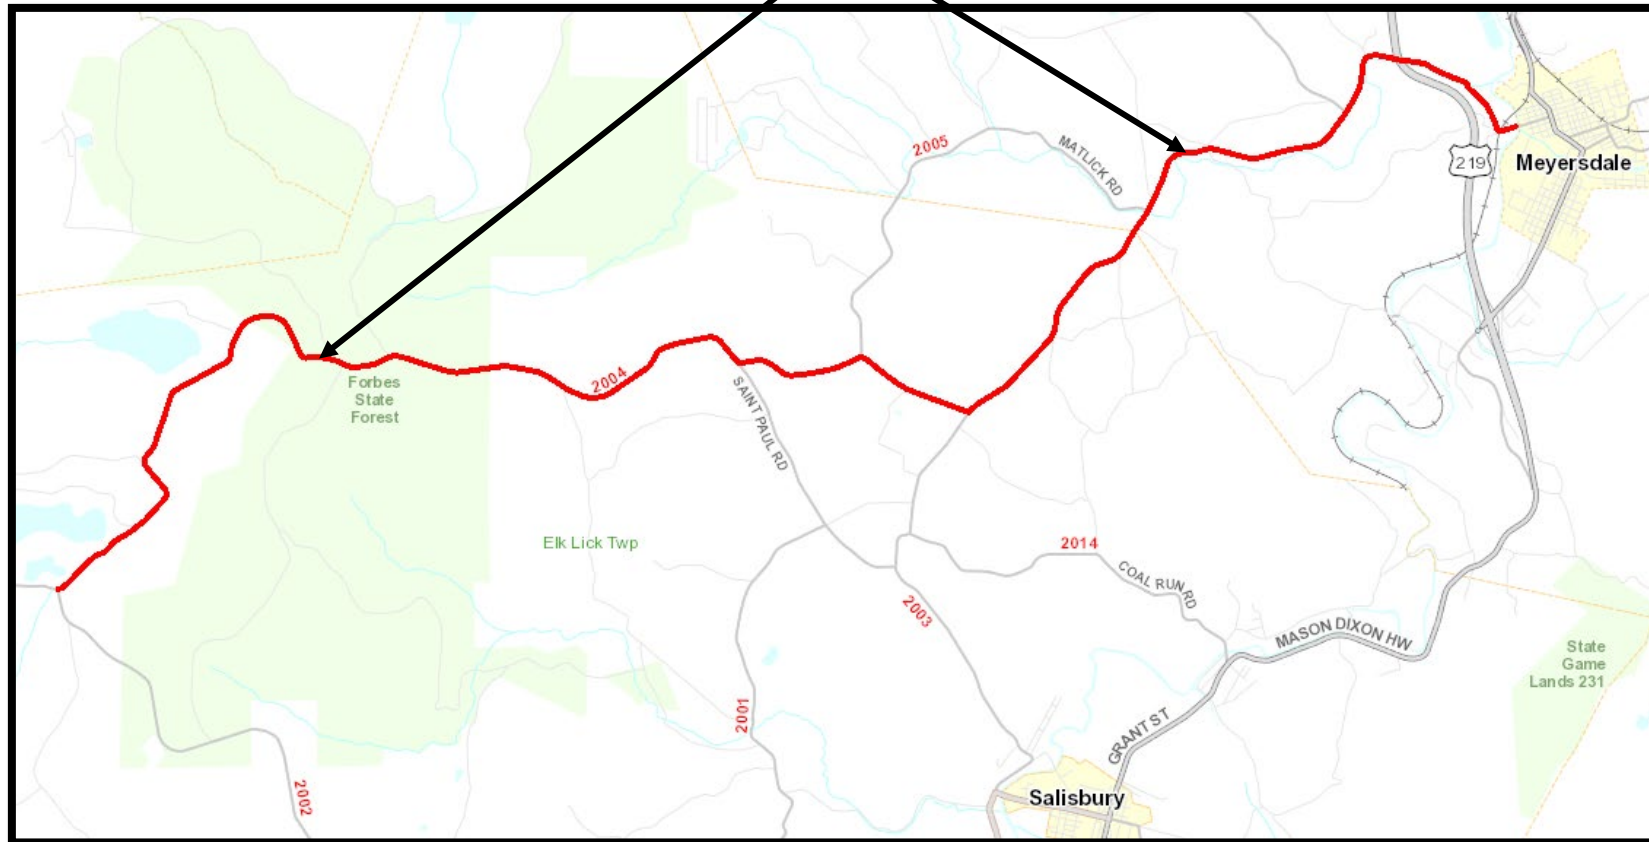 2005
MATLICK RD
219
Meyersdale
Forbes
State
Forest
2004
SAINT PAUL RD
Elk Lick Twp
2014
COAL RUN RD
2003
MASON DIXON HW
State
Game
Lands 231
2001
GRANT ST
2002
Salisbury